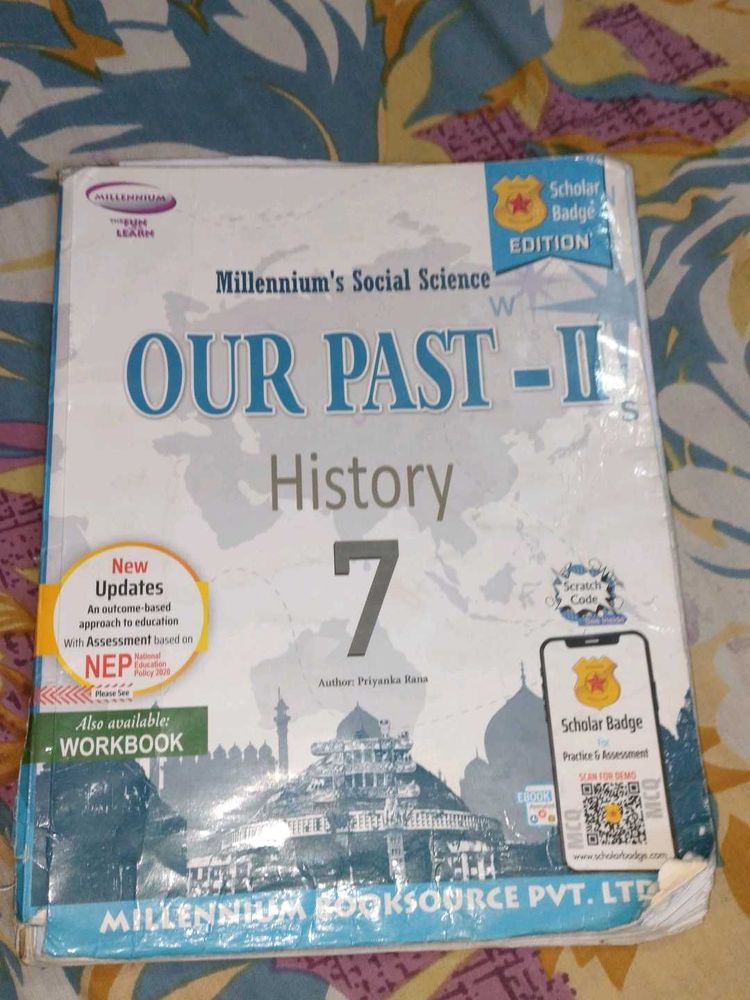 MILLENNIUM
THE FUN
LEARN
Scholar
Badge
EDITION
Millennium's Social Science
W
OUR PAST - II
S
History
7
New
Updates
An outcome-based
approach to education
With Assessment based on
NEP National Education Policy 2020
Please See
Scratch
Code
Author: Priyanka Rana
Also available:
WORKBOOK
Scholar Badge
For
Practice & Assessment
SCAN FOR DEMO
MCQ
MCQ
EBOOK
www.scholarbadge.com
MILLENNIUM BOOKSOURCE PVT. LTD